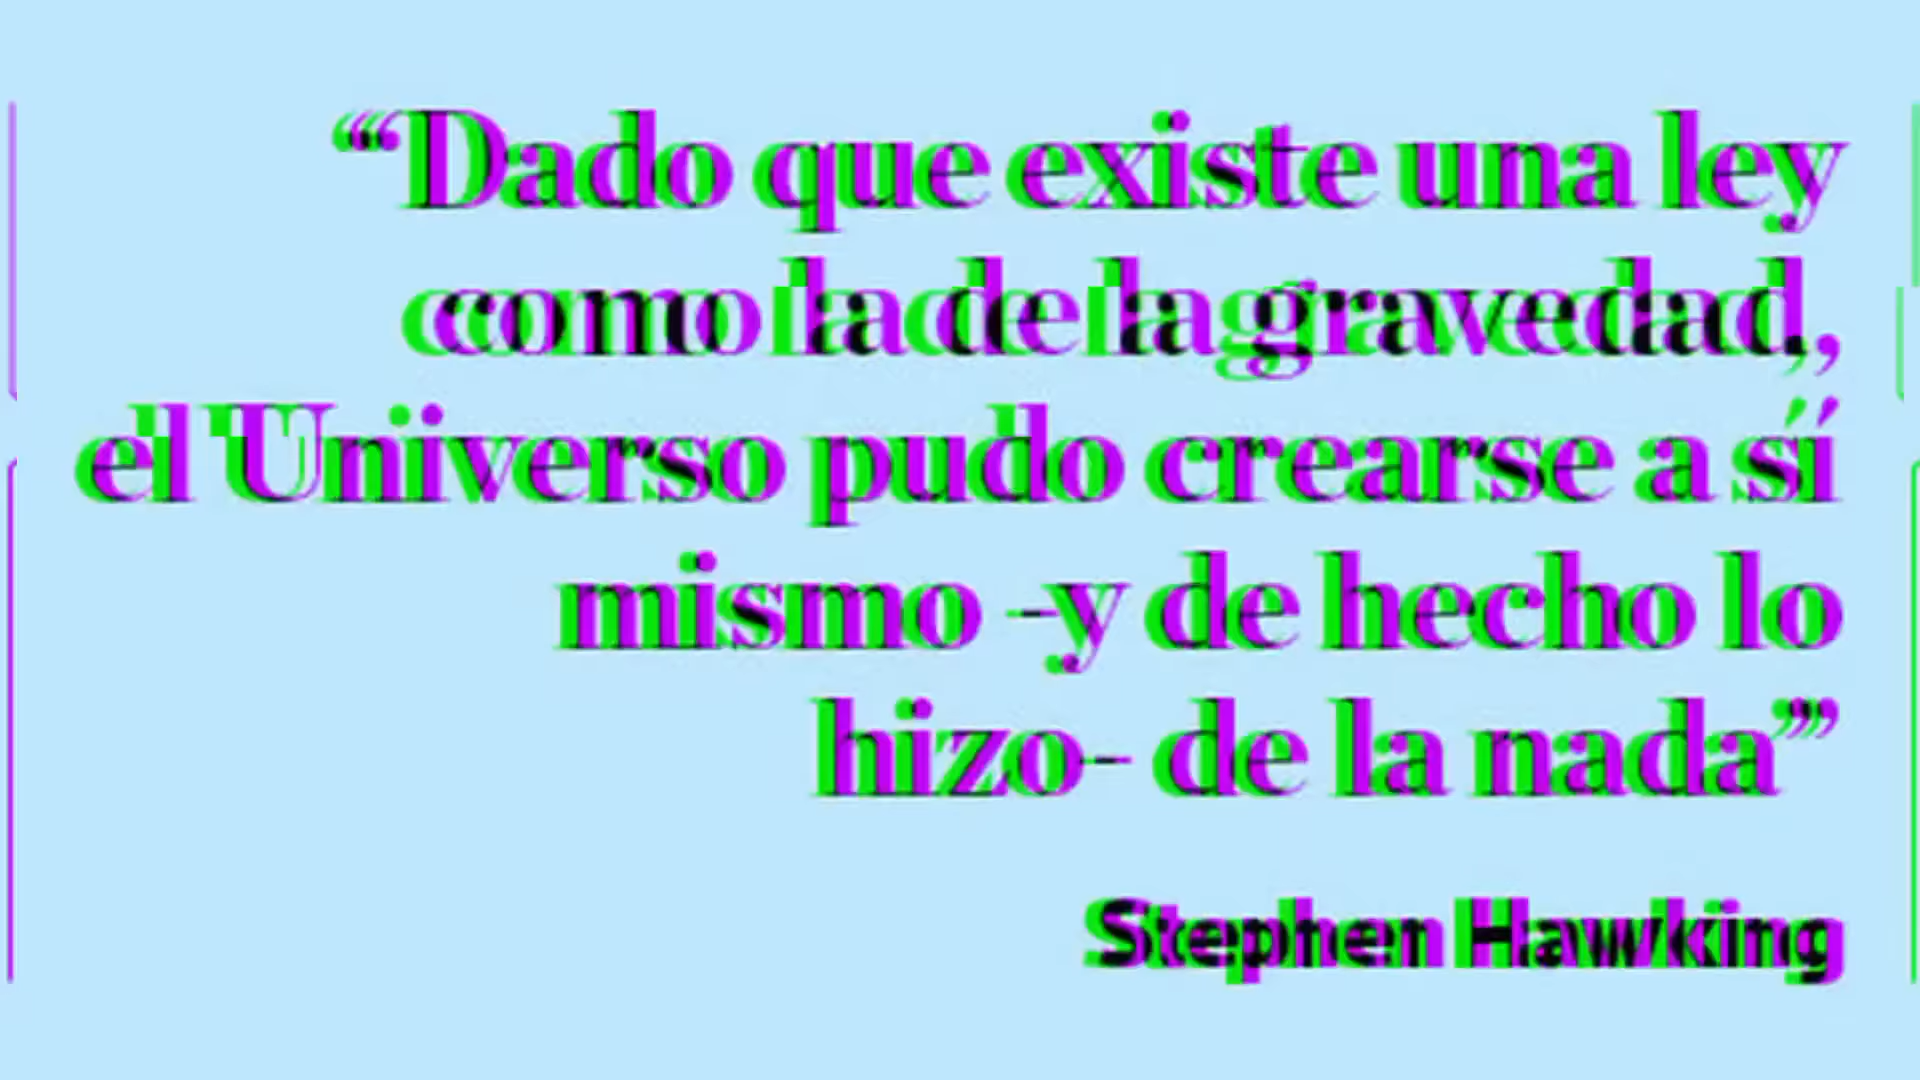 “Dado que existe una ley
como la de la gravedad,
el Universo pudo crearse a sí
mismo -y de hecho lo
hizo- de la nada”
Stephen Hawking